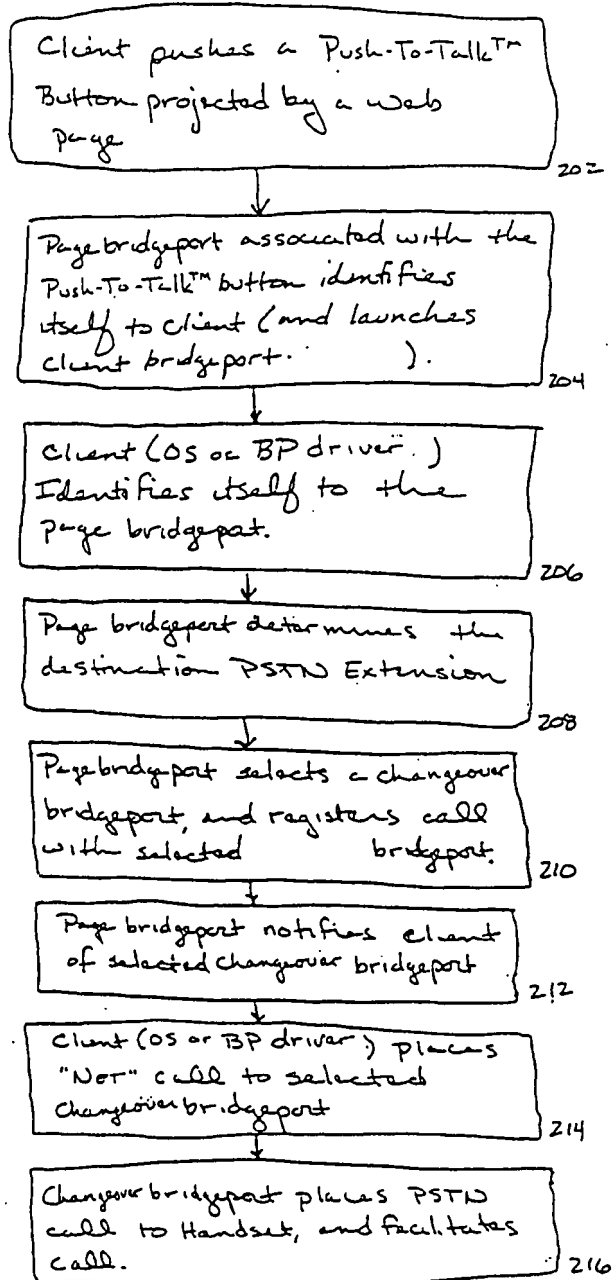 Client pushes a Push-To-Talk™
Button projected by a web
page
202
Page bridgeport associated with the
Push-To-Talk™ button identifies
itself to client (and launches
client bridgeport. ).
204
Client (OS or BP driver. )
Identifies itself to the
page bridgepat.
206
Page bridgeport determines the
destination PSTN Extension
208
Page bridgeport selects a changeover
bridgeport, and registers call
with selected bridgeport.
210
Page bridgeport notifies client
of selected changeover bridgeport
212
Client (OS or BP driver ) places
"Net" call to selected
Changeover bridgeport
214
Changeover bridgeport places PSTN
call to Handset, and facilitates
call.
216